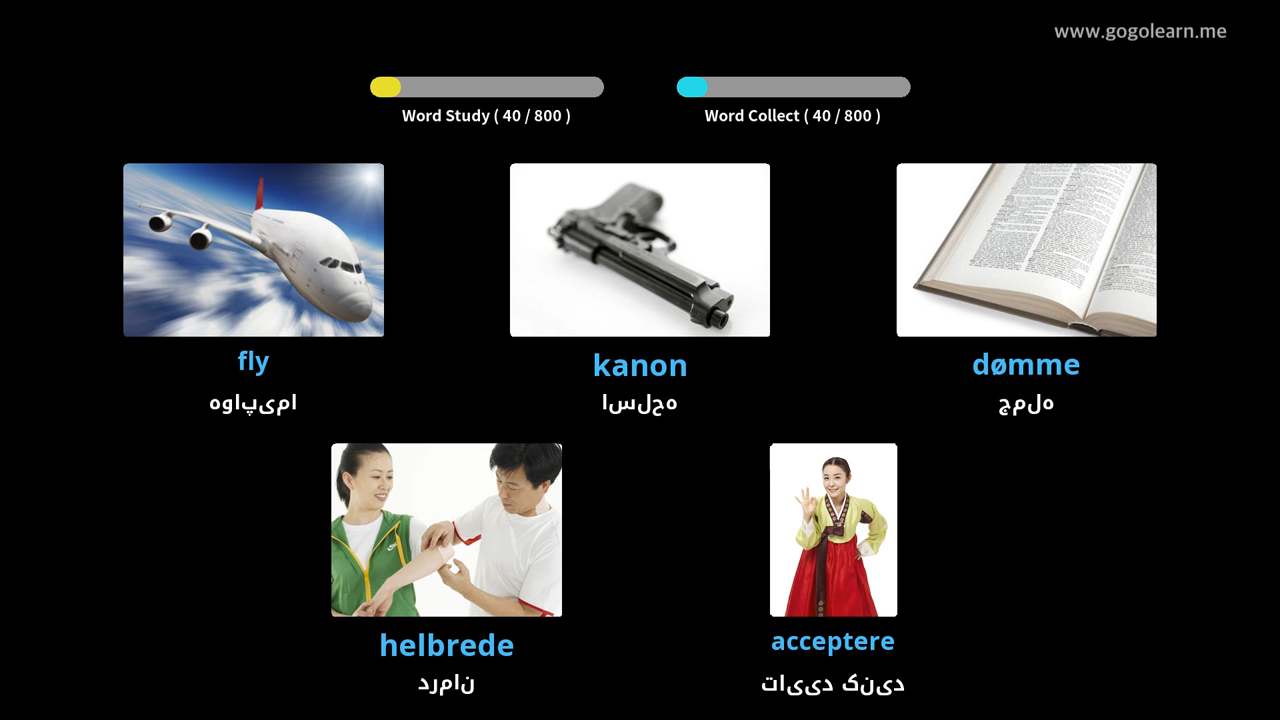 www.gogolearn.me
Word Study ( 40 / 800 )
Word Collect ( 40 / 800 )
fly
هواپیما
kanon
اسلحه
dømme
جمله
helbrede
درمان
acceptere
تایید کنید